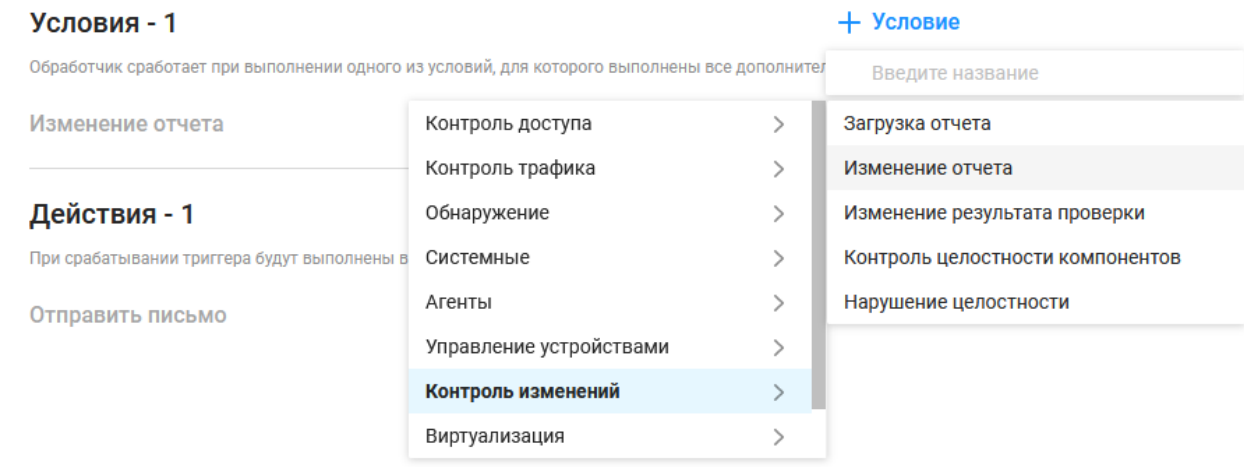 Условия - 1
+ Условие
Обработчик сработает при выполнении одного из условий, для которого выполнены все
Введите название
Изменение отчета
Контроль доступа
Контроль трафика
Обнаружение
Системные
Агенты
Управление устройствами
Контроль изменений
Виртуализация
Загрузка отчета
Изменение отчета
Изменение результата проверки
Контроль целостности компонентов
Нарушение целостности
Действия - 1
При срабатывании триггера будут выполнены
Отправить письмо